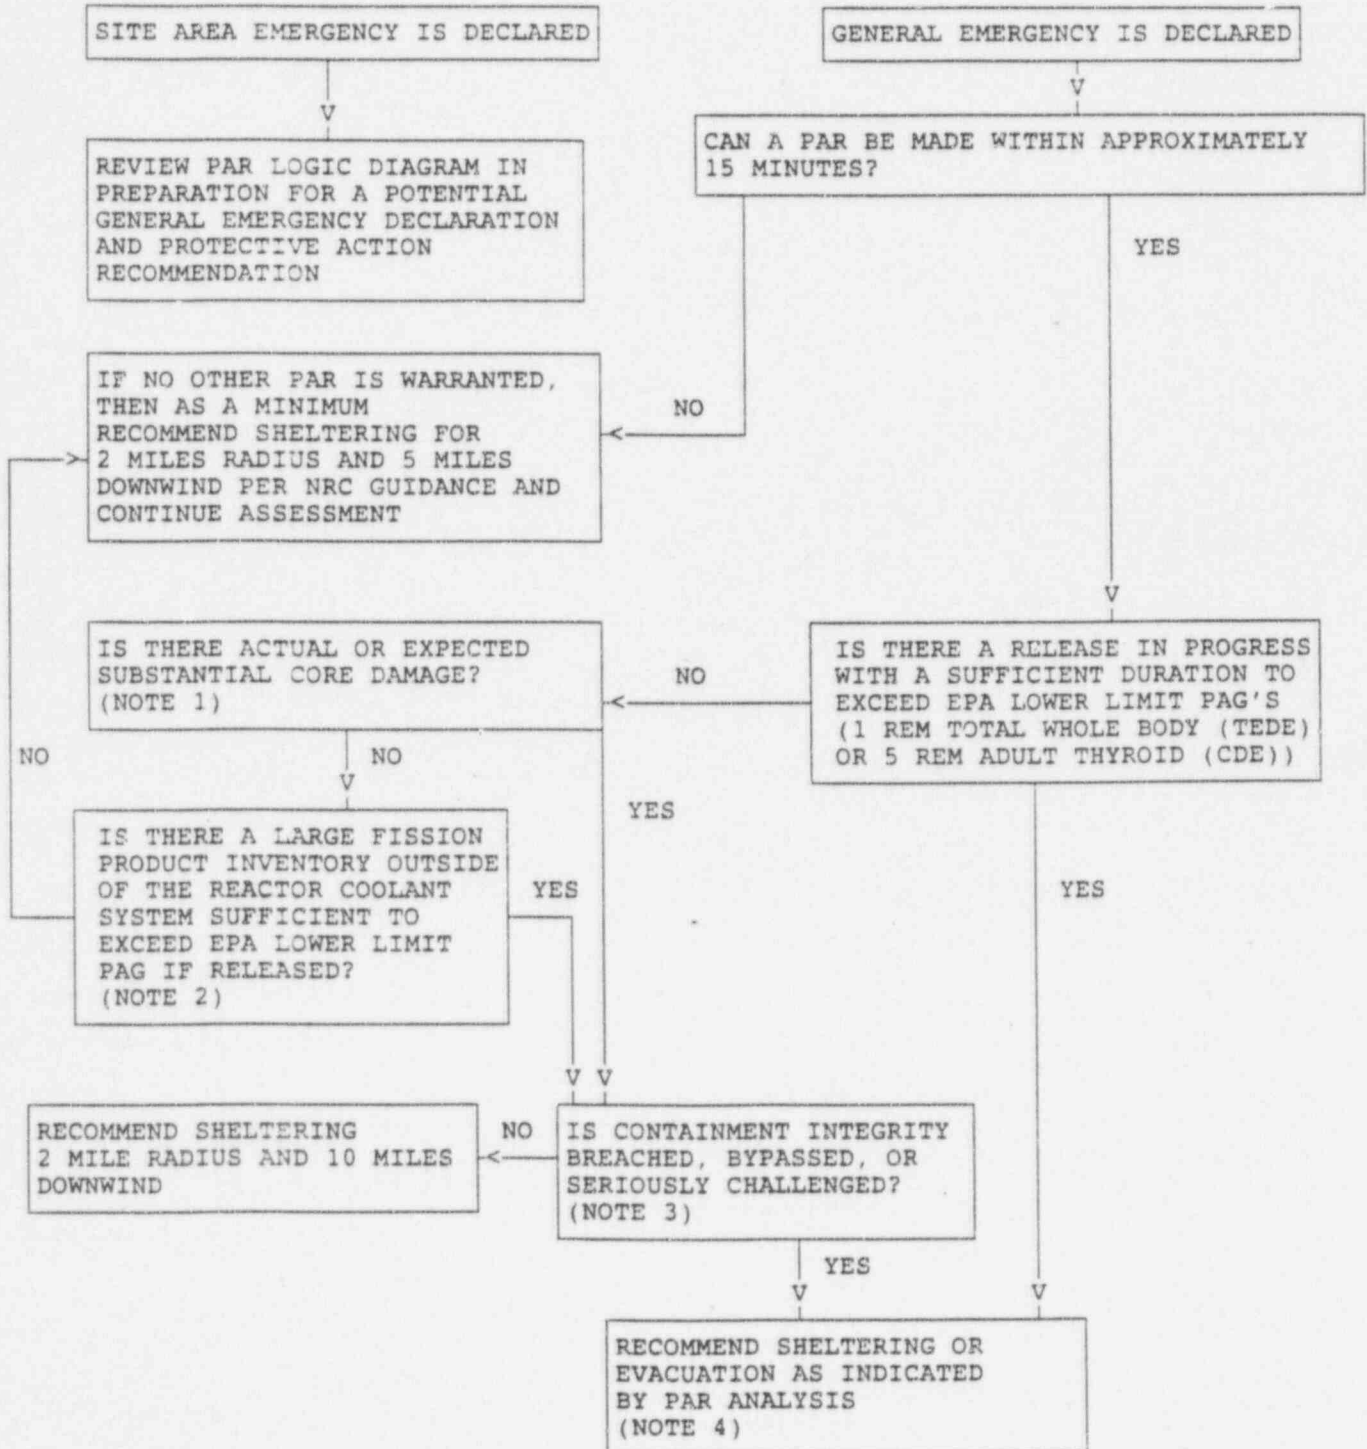 SITE AREA EMERGENCY IS DECLARED
GENERAL EMERGENCY IS DECLARED
V
V
REVIEW PAR LOGIC DIAGRAM IN
PREPARATION FOR A POTENTIAL
GENERAL EMERGENCY DECLARATION
AND PROTECTIVE ACTION
RECOMMENDATION
CAN A PAR BE MADE WITHIN APPROXIMATELY
15 MINUTES?
YES
IF NO OTHER PAR IS WARRANTED,
THEN AS A MINIMUM
RECOMMEND SHELTERING FOR
2 MILES RADIUS AND 5 MILES
DOWNWIND PER NRC GUIDANCE AND
CONTINUE ASSESSMENT
NO
<
>
V
IS THERE ACTUAL OR EXPECTED
SUBSTANTIAL CORE DAMAGE?
(NOTE 1)
NO
<
IS THERE A RELEASE IN PROGRESS
WITH A SUFFICIENT DURATION TO
EXCEED EPA LOWER LIMIT PAG'S
(1 REM TOTAL WHOLE BODY (TEDE)
OR 5 REM ADULT THYROID (CDE))
NO
NO
V
YES
IS THERE A LARGE FISSION
PRODUCT INVENTORY OUTSIDE
OF THE REACTOR COOLANT
SYSTEM SUFFICIENT TO
EXCEED EPA LOWER LIMIT
PAG IF RELEASED?
(NOTE 2)
YES
YES
V V
RECOMMEND SHELTERING
2 MILE RADIUS AND 10 MILES
DOWNWIND
NO
<
IS CONTAINMENT INTEGRITY
BREACHED, BYPASSED, OR
SERIOUSLY CHALLENGED?
(NOTE 3)
YES
V
V
RECOMMEND SHELTERING OR
EVACUATION AS INDICATED
BY PAR ANALYSIS
(NOTE 4)